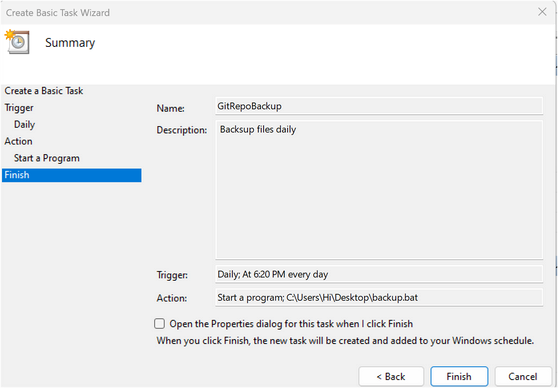 Create Basic Task Wizard
Summary
Create a Basic Task
Trigger
Daily
Action
Start a Program
Finish
Name: GitRepoBackup
Description: Backsup files daily
Trigger: Daily; At 6:20 PM every day
Action: Start a program; C:\Users\Hi\Desktop\backup.bat
Open the Properties dialog for this task when I click Finish
When you click Finish, the new task will be created and added to your Windows schedule.
< Back Finish Cancel